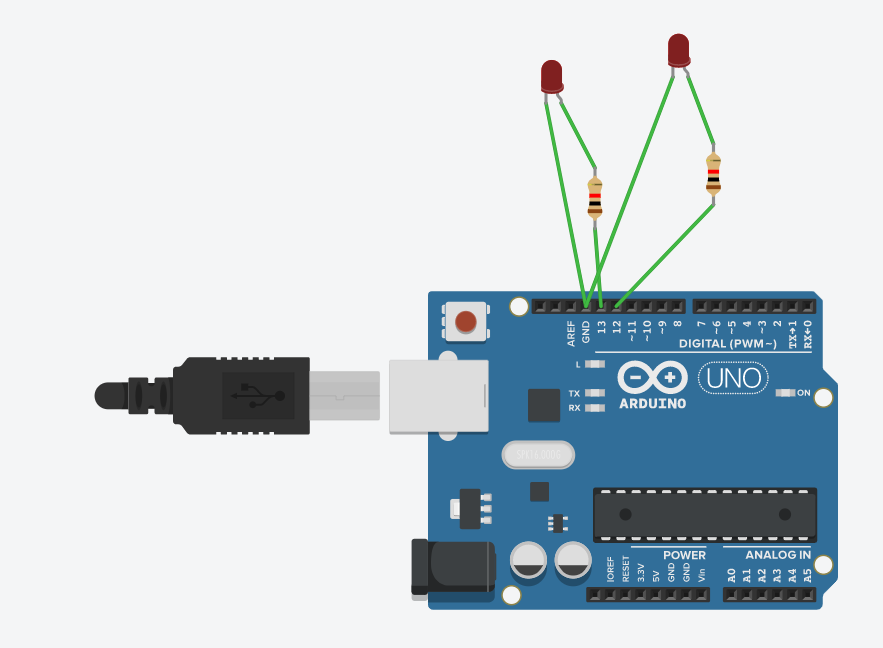 AREF
GND
13
12
~11
~10
~9
8
7
~6
~5
4
~3
2
TX→1
RX←0
DIGITAL (PWM~)
L
TX
RX
ARDUINO
UNO
ON
POWER
ANALOG IN
IOREF
RESET
3.3V
5V
GND
GND
Vin
A0
A1
A2
A3
A4
A5